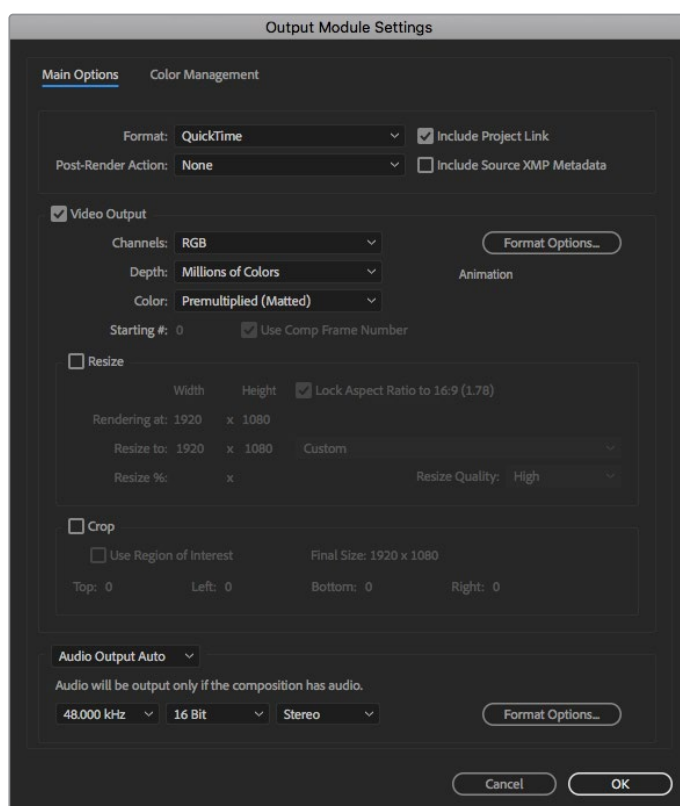 Output Module Settings
Main Options Color Management
Format: QuickTime Include Project Link
Post-Render Action: None Include Source XMP Metadata
Video Output
Channels: RGB Format Options...
Depth: Millions of Colors Animation
Color: Premultiplied (Matted)
Starting #: 0 Use Comp Frame Number
Resize
Width Height Lock Aspect Ratio to 16:9 (1.78)
Rendering at: 1920 x 1080
Resize to: 1920 x 1080 Custom
Resize %: x Resize Quality: High
Crop
Use Region of Interest Final Size: 1920 x 1080
Top: 0 Left: 0 Bottom: 0 Right: 0
Audio Output Auto
Audio will be output only if the composition has audio.
48.000 kHz 16 Bit Stereo Format Options...
Cancel OK